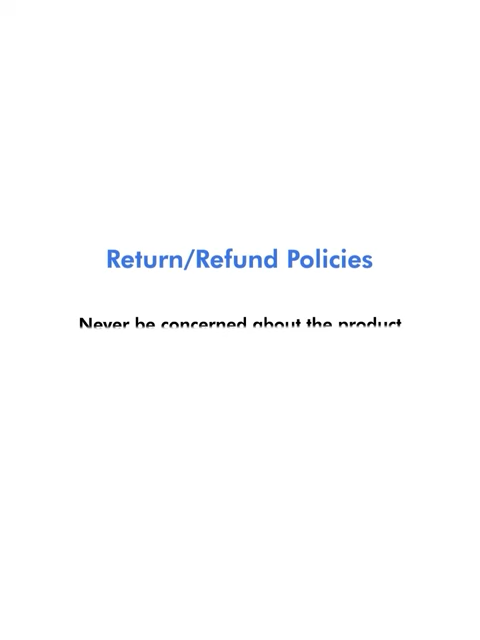 Return/Refund Policies
Never be concerned about the product